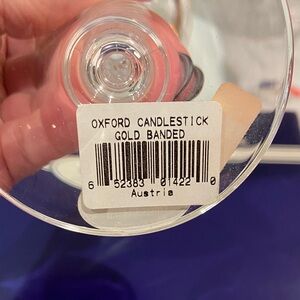 OXFORD CANDLESTICK
GOLD BANDED
6 52383 01422 0
Austria